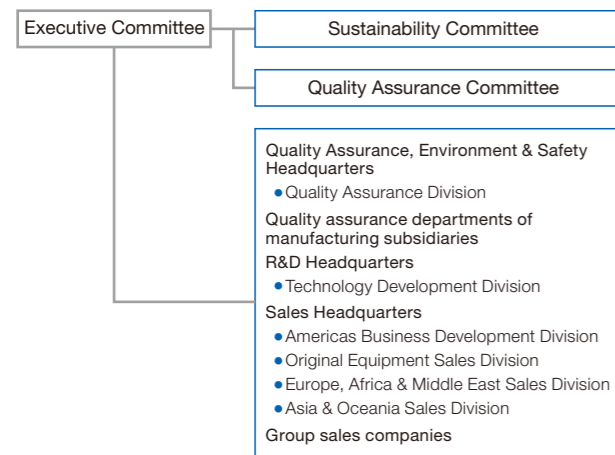 Executive Committee
Sustainability Committee
Quality Assurance Committee
Quality Assurance, Environment & Safety
Headquarters
●Quality Assurance Division
Quality assurance departments of
manufacturing subsidiaries
R&D Headquarters
●Technology Development Division
Sales Headquarters
●Americas Business Development Division
●Original Equipment Sales Division
●Europe, Africa & Middle East Sales Division
●Asia & Oceania Sales Division
Group sales companies